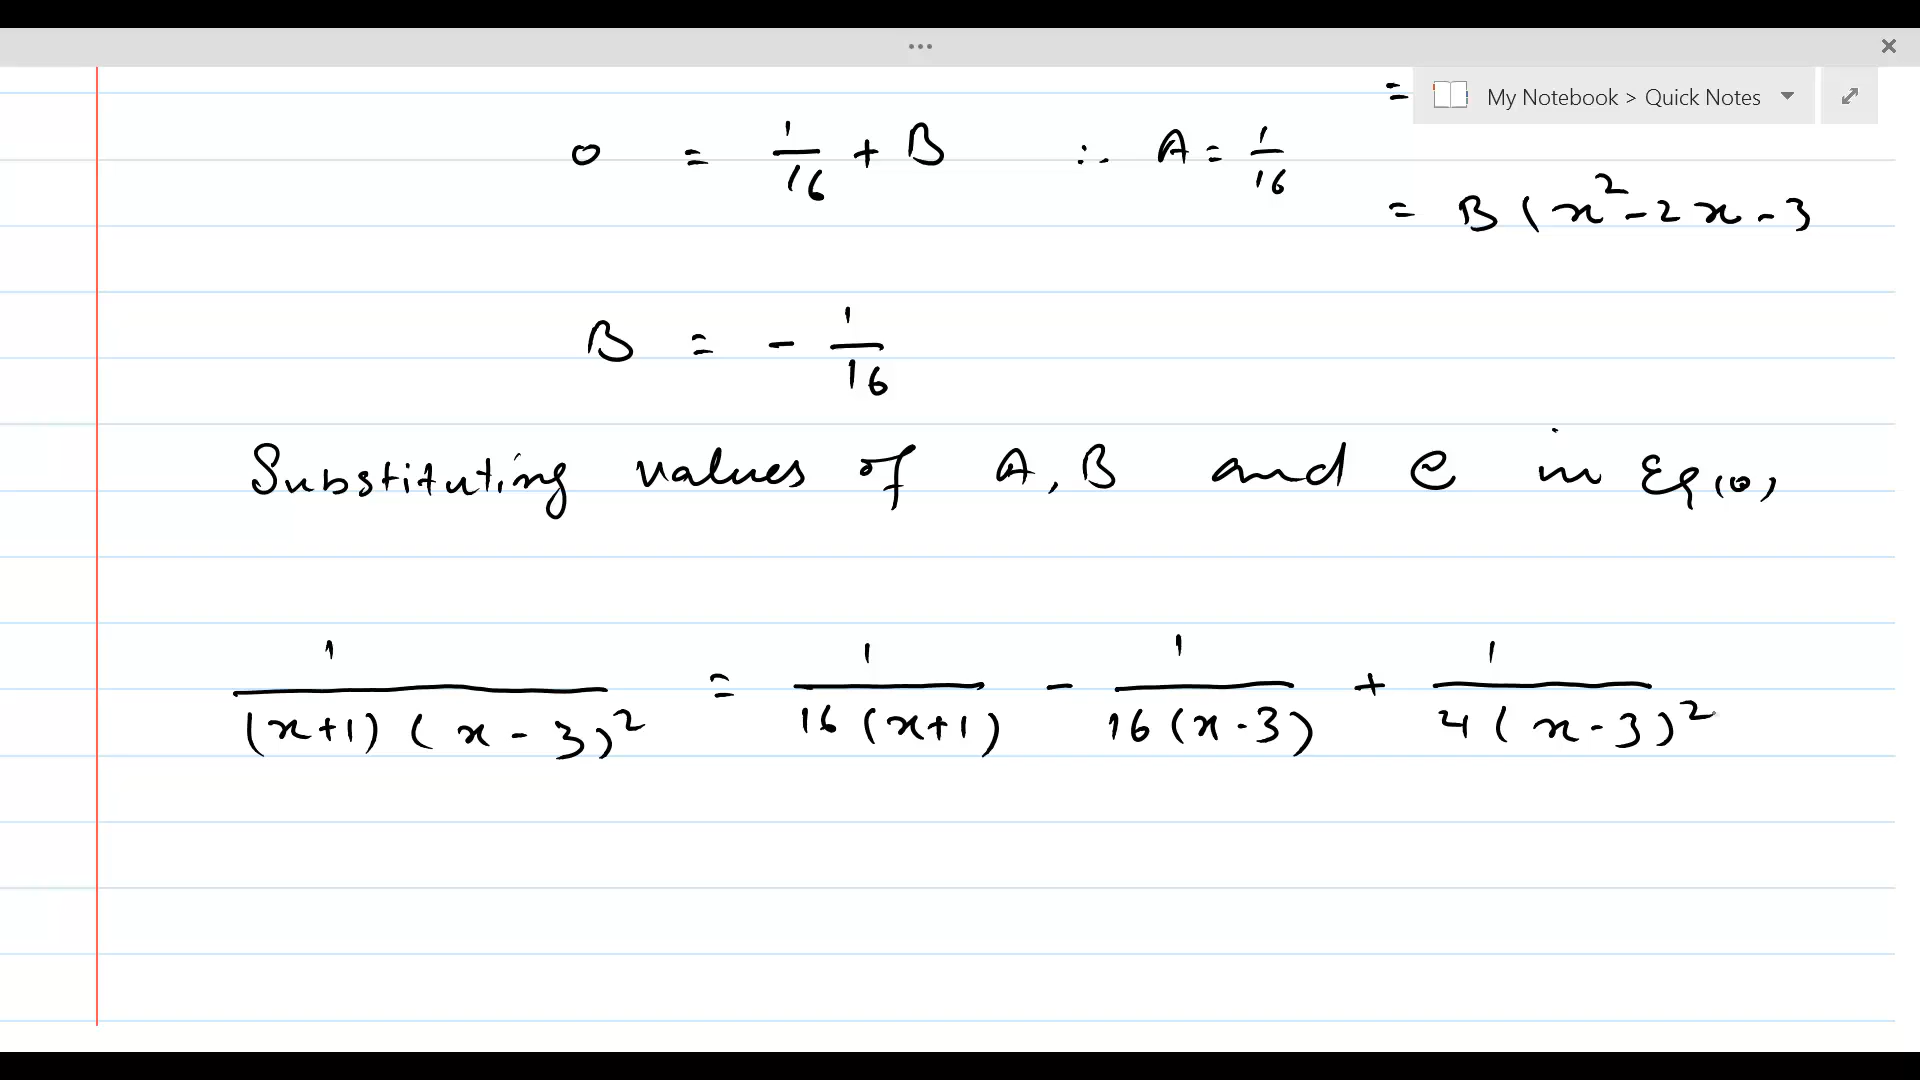 My Notebook > Quick Notes
=
0 = 1/16 + B ∴ A = 1/16
= B(x²-2x-3
B = - 1/16
Substituting values of A, B and C in Eq (0),
1/((x+1)(x-3)²) = 1/(16(x+1)) - 1/(16(x-3)) + 1/(4(x-3)²)